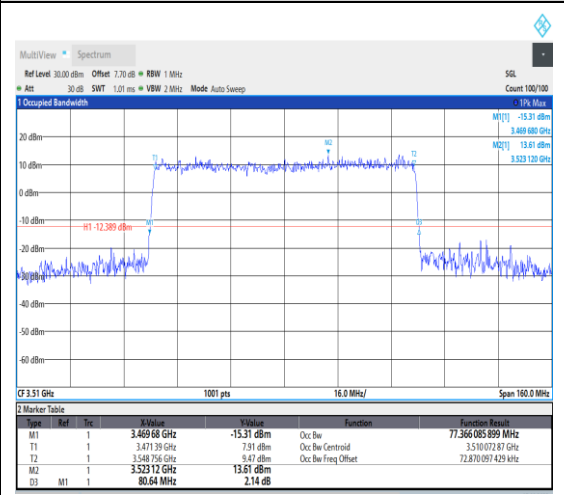 MultiView Spectrum
Ref Level 30.00 dBm Offset 7.70 dB RBW 1 MHz SGL
Att 30 dB SWT 1.01 ms VBW 2 MHz Mode Auto Sweep Count 100/100
1 Occupied Bandwidth 1Pk Max
M1[1] -15.31 dBm
3.469 680 GHz
M2[1] 13.61 dBm
3.523 120 GHz
20 dBm
M2
T1
T2
10 dBm
0 dBm
-10 dBm
H1 -12.389 dBm
M1
D3
-20 dBm
-30 dBm
-40 dBm
-50 dBm
-60 dBm
CF 3.51 GHz 1001 pts 16.0 MHz/ Span 160.0 MHz
2 Marker Table
Type Ref Trc X-Value Y-Value Function Function Result
M1 1 3.469 68 GHz -15.31 dBm Occ Bw 77.366 085 899 MHz
T1 1 3.471 39 GHz 7.91 dBm Occ Bw Centroid 3.510 072 87 GHz
T2 1 3.548 756 GHz 9.47 dBm Occ Bw Freq Offset 72.870 097 429 kHz
M2 1 3.523 12 GHz 13.61 dBm
D3 M1 1 80.64 MHz 2.14 dB